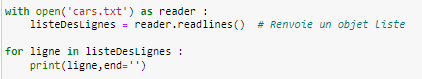 with open('cars.txt') as reader :
    listeDesLignes = reader.readlines()  # Renvoie un objet Liste

for ligne in listeDesLignes :
    print(ligne,end='')